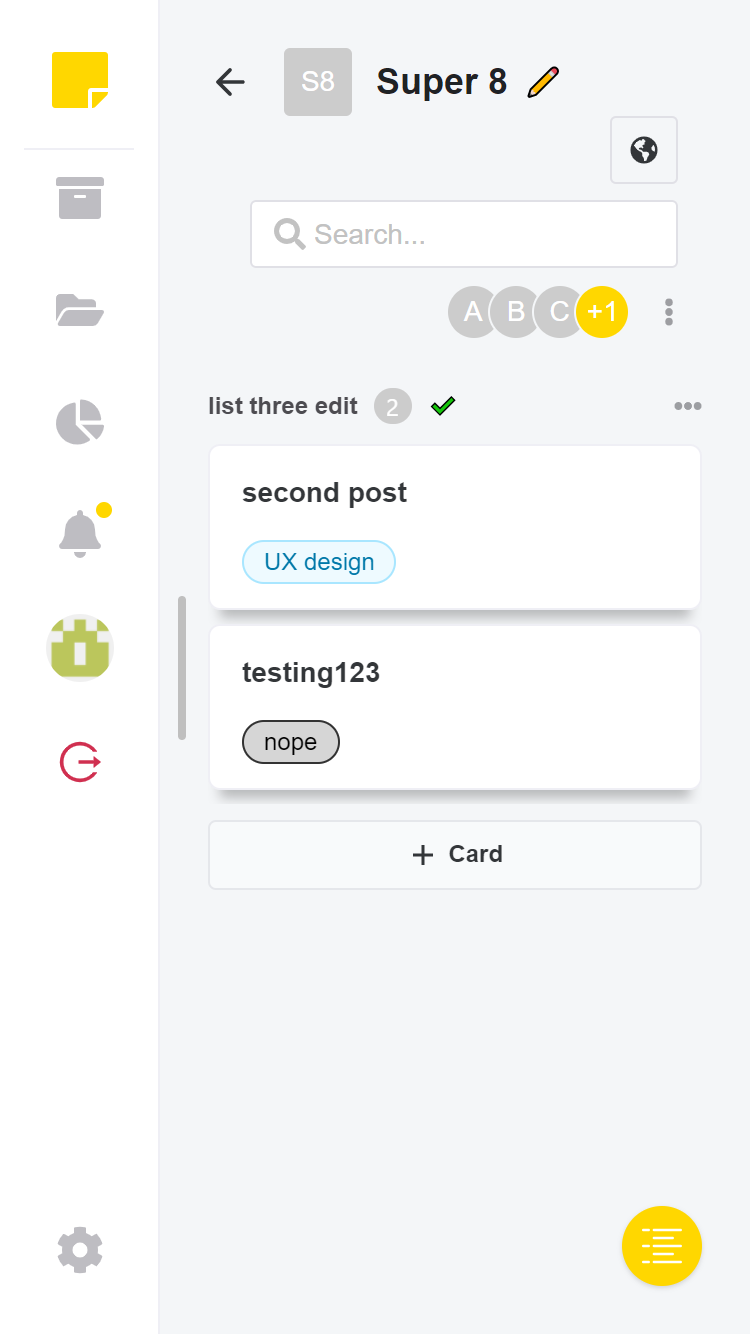 S8 Super 8
Search...
A B C +1
list three edit 2
second post
UX design
testing123
nope
+ Card